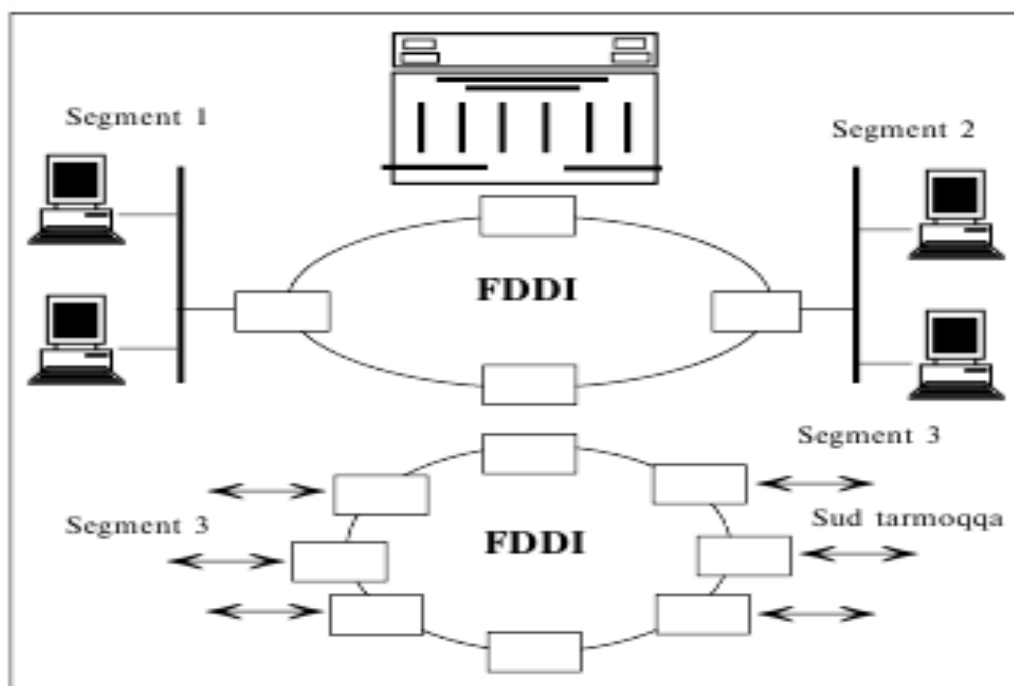 Segment 1
Segment 2
FDDI
Segment 3
Segment 3
Sud tarmoqqa
FDDI